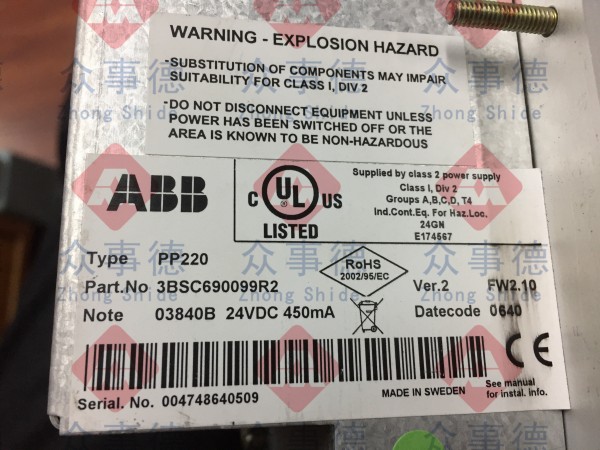 WARNING - EXPLOSION HAZARD
-SUBSTITUTION OF COMPONENTS MAY IMPAIR
SUITABILITY FOR CLASS I, DIV 2
-DO NOT DISCONNECT EQUIPMENT UNLESS
POWER HAS BEEN SWITCHED OFF OR THE
AREA IS KNOWN TO BE NON-HAZARDOUS
ABB
C UL US
LISTED
Supplied by class 2 power supply
Class I, Div 2
Groups A,B,C,D, T4
Ind.Cont.Eq. For Haz.Loc.
24GN
E174567
Type PP220
Part.No 3BSC690099R2
Note 03840B 24VDC 450mA
RoHS
2002/95/EC
Ver.2 FW2.10
Datecode 0640
CE
Serial. No. 004748640509
MADE IN SWEDEN
See manual
for instal. info.
众事德
Zhong Shide